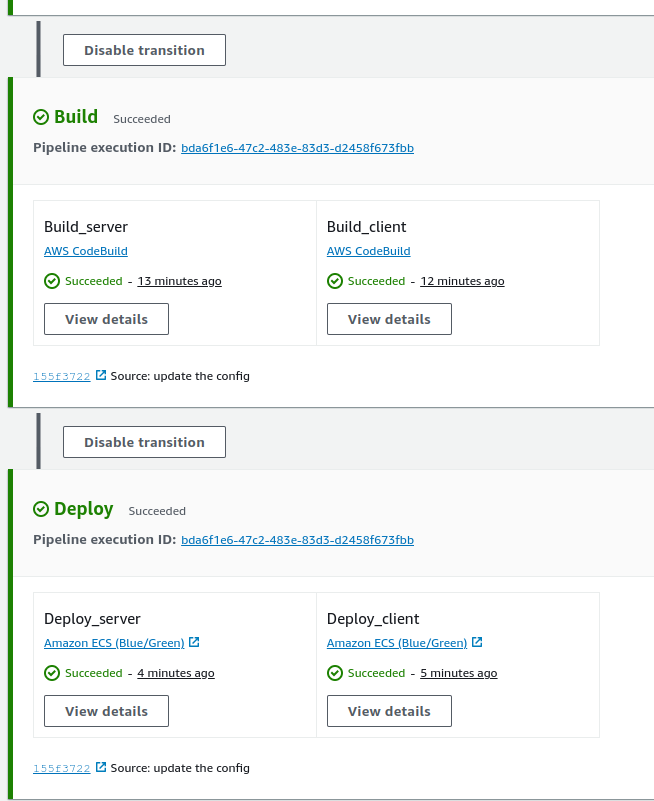 Disable transition
Build Succeeded
Pipeline execution ID: bda6f1e6-47c2-483e-83d3-d2458f673fbb
Build_server
AWS CodeBuild
Succeeded - 13 minutes ago
View details
Build_client
AWS CodeBuild
Succeeded - 12 minutes ago
View details
155f3722 Source: update the config
Disable transition
Deploy Succeeded
Pipeline execution ID: bda6f1e6-47c2-483e-83d3-d2458f673fbb
Deploy_server
Amazon ECS (Blue/Green)
Succeeded - 4 minutes ago
View details
Deploy_client
Amazon ECS (Blue/Green)
Succeeded - 5 minutes ago
View details
155f3722 Source: update the config